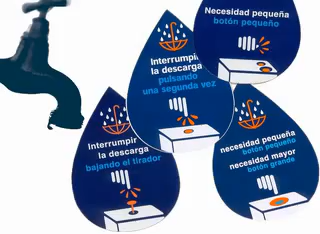 Necesidad pequeña
botón pequeño
Interrumpir
la descarga
pulsando
una segunda vez
Interrumpir
la descarga
bajando el tirador
necesidad pequeña
botón pequeño
necesidad mayor
botón grande